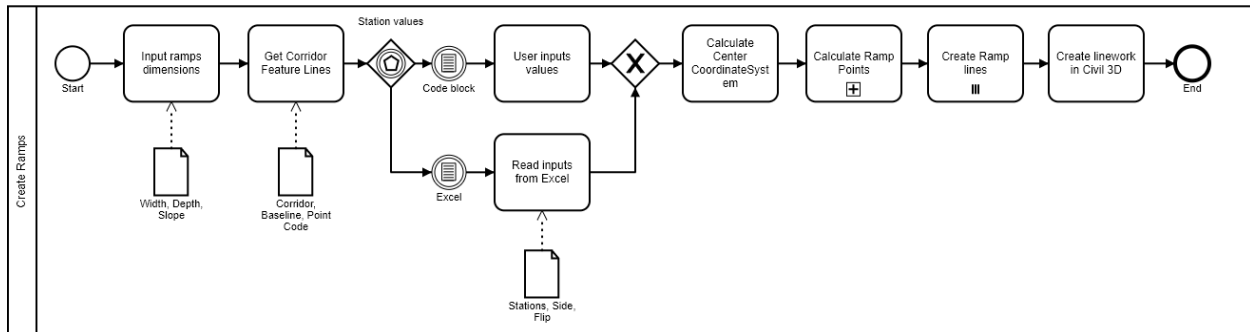 Create Ramps
Start
Input ramps
dimensions
Width, Depth,
Slope
Get Corridor
Feature Lines
Corridor,
Baseline, Point
Code
Station values
Code block
User inputs
values
Excel
Read inputs
from Excel
Stations, Side,
Flip
Calculate
Center
CoordinateSyst
em
Calculate Ramp
Points
Create Ramp
lines
Create linework
in Civil 3D
End